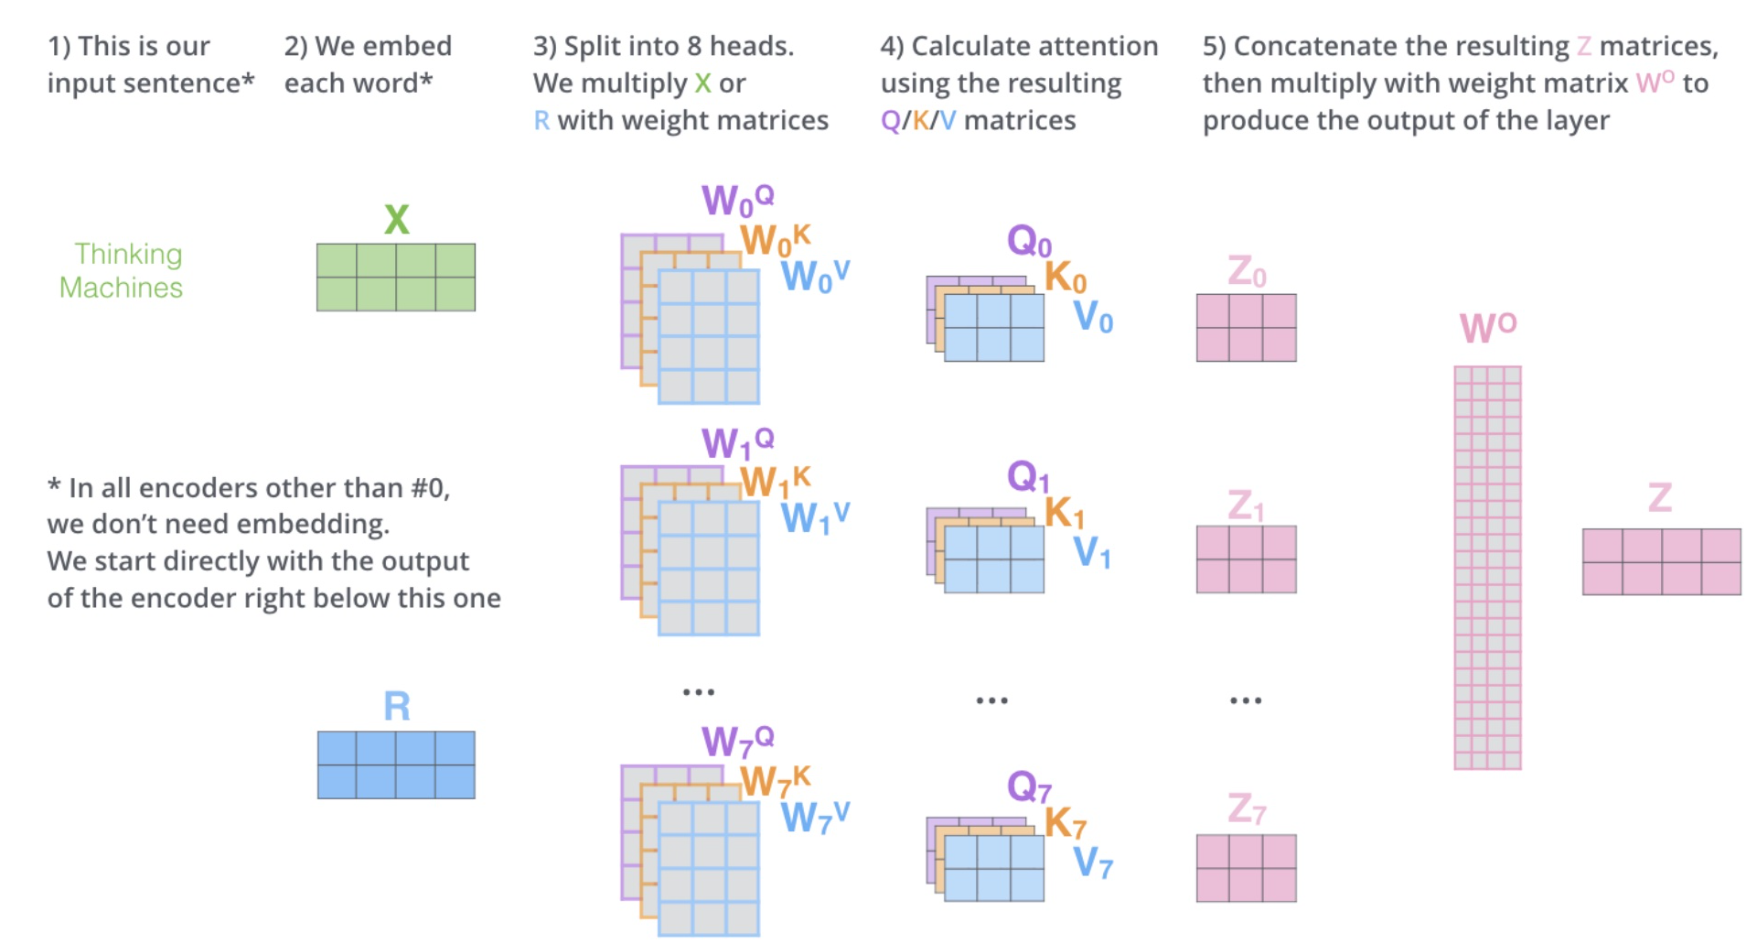 1) This is our
input sentence*
2) We embed
each word*
3) Split into 8 heads.
We multiply X or
R with weight matrices
4) Calculate attention
using the resulting
Q/K/V matrices
5) Concatenate the resulting Z matrices,
then multiply with weight matrix Wᴼ to
produce the output of the layer
Thinking
Machines
X
W₀Q
W₀K
W₀V
Q₀
K₀
V₀
Z₀
Wᴼ
* In all encoders other than #0,
we don’t need embedding.
We start directly with the output
of the encoder right below this one
W₁Q
W₁K
W₁V
Q₁
K₁
V₁
Z₁
Z
...
...
...
R
W₇Q
W₇K
W₇V
Q₇
K₇
V₇
Z₇